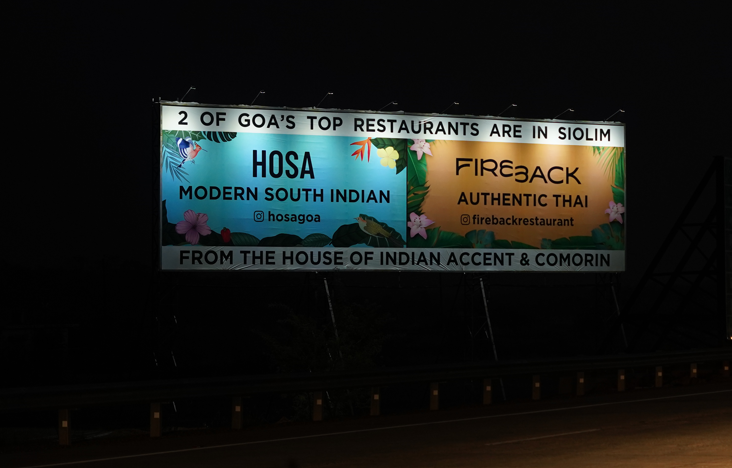 2 OF GOA'S TOP RESTAURANTS ARE IN SIOLIM
HOSA
MODERN SOUTH INDIAN
hosagoa
FIREBACK
AUTHENTIC THAI
firebackrestaurant
FROM THE HOUSE OF INDIAN ACCENT & COMORIN